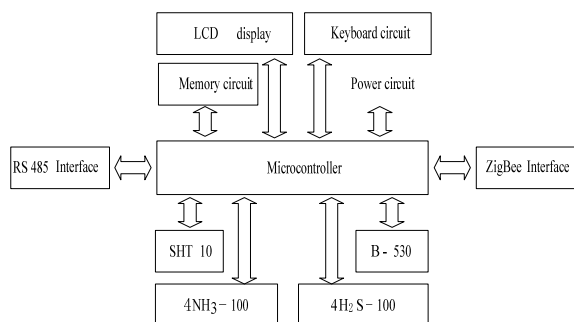 LCD display
Keyboard circuit
Memory circuit
Power circuit
RS 485 Interface
Microcontroller
ZigBee Interface
SHT 10
B - 530
4NH3 - 100
4H2 S - 100